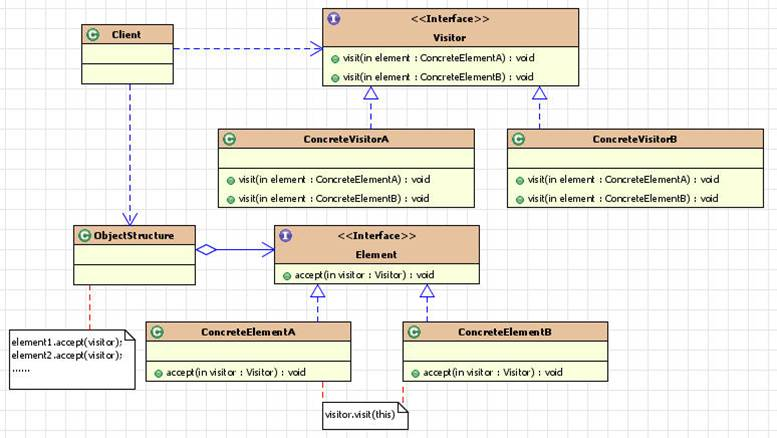 Client
<<Interface>>
Visitor
visit(in element : ConcreteElementA) : void
visit(in element : ConcreteElementB) : void
ConcreteVisitorA
visit(in element : ConcreteElementA) : void
visit(in element : ConcreteElementB) : void
ConcreteVisitorB
visit(in element : ConcreteElementA) : void
visit(in element : ConcreteElementB) : void
ObjectStructure
<<Interface>>
Element
accept(in visitor : Visitor) : void
element1.accept(visitor);
element2.accept(visitor);
......
ConcreteElementA
accept(in visitor : Visitor) : void
ConcreteElementB
accept(in visitor : Visitor) : void
visitor.visit(this)